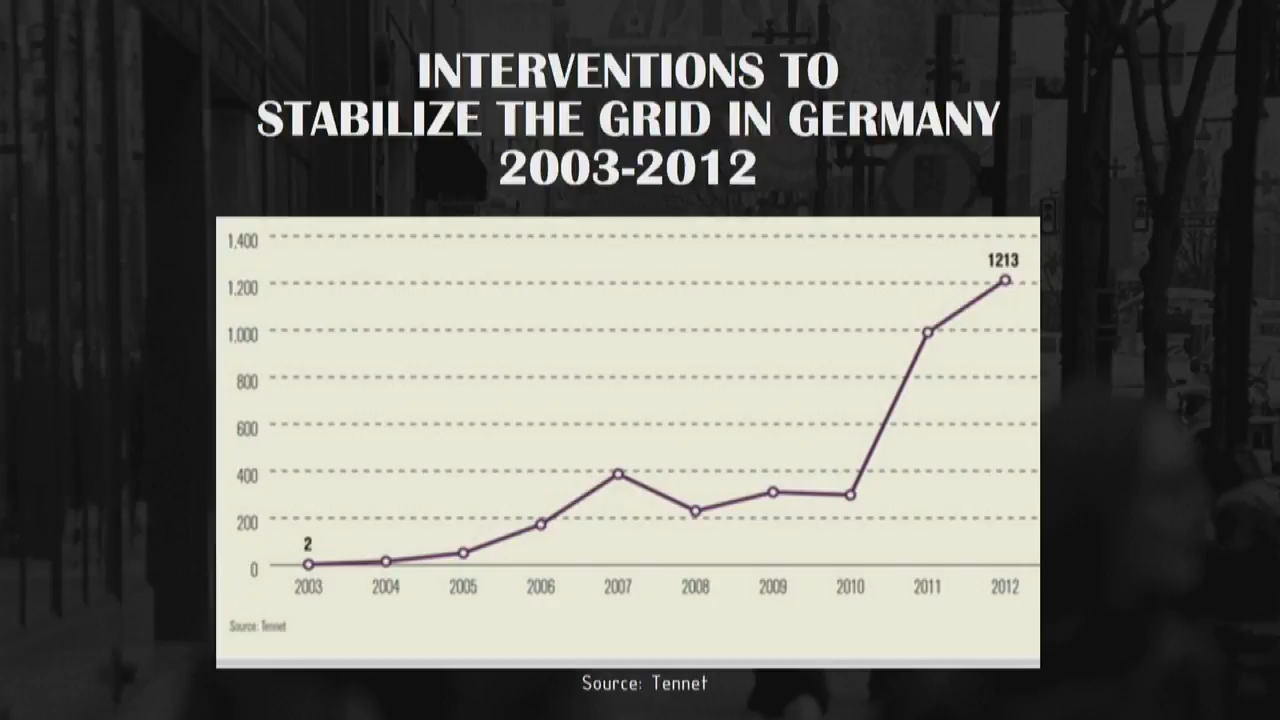 INTERVENTIONS TO
STABILIZE THE GRID IN GERMANY
2003-2012
1,400
1213
1,200
1,000
800
600
400
200
2
0
2003 2004 2005 2006 2007 2008 2009 2010 2011 2012
Source: Tennet
Source: Tennet